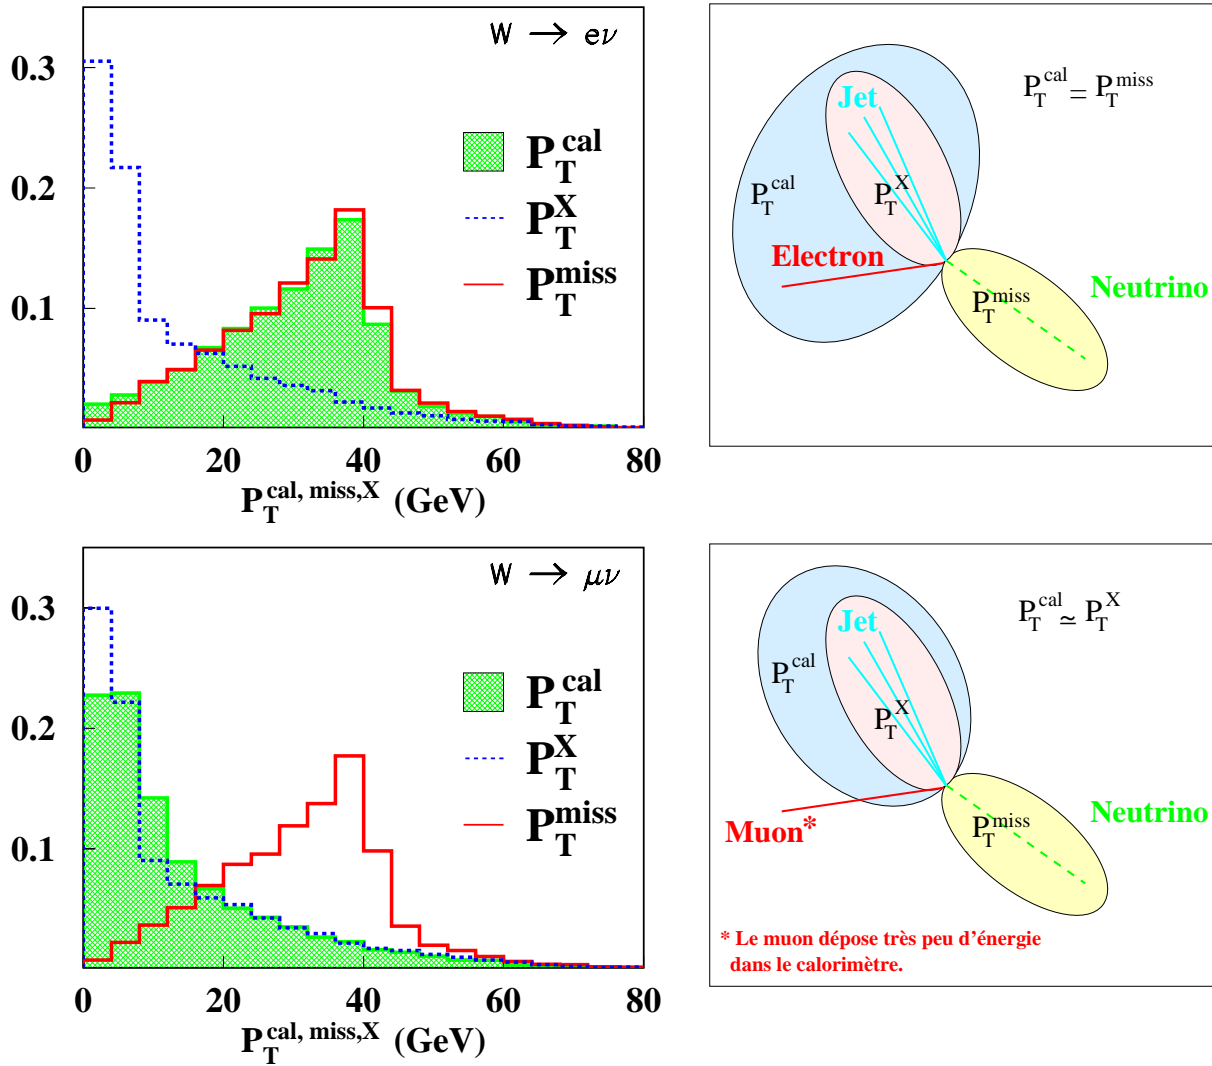 W → eν
0.3
0.2
0.1
P_T^cal
P_T^X
P_T^miss
0 20 40 60 80
P_T^cal, miss,X (GeV)
P_T^cal = P_T^miss
Jet
P_T^cal
P_T^X
Electron
P_T^miss
Neutrino
W → μν
0.3
0.2
0.1
P_T^cal
P_T^X
P_T^miss
0 20 40 60 80
P_T^cal, miss,X (GeV)
P_T^cal ≃ P_T^X
Jet
P_T^cal
P_T^X
Muon*
P_T^miss
Neutrino
* Le muon dépose très peu d'énergie
dans le calorimètre.